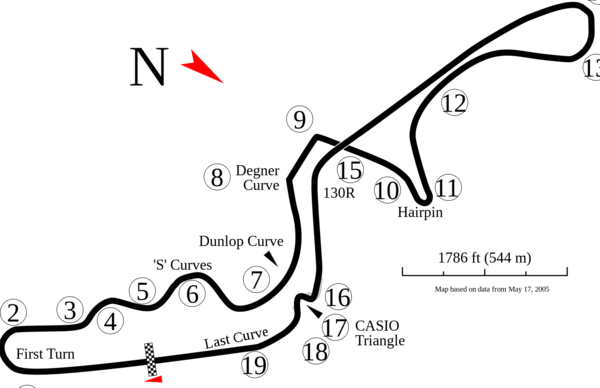 N
9
12
13
8
Degner
Curve
15
130R
10
11
Hairpin
Dunlop Curve
'S' Curves
7
1786 ft (544 m)
Map based on data from May 17, 2005
2
3
4
5
6
16
17
CASIO
Triangle
18
First Turn
Last Curve
19